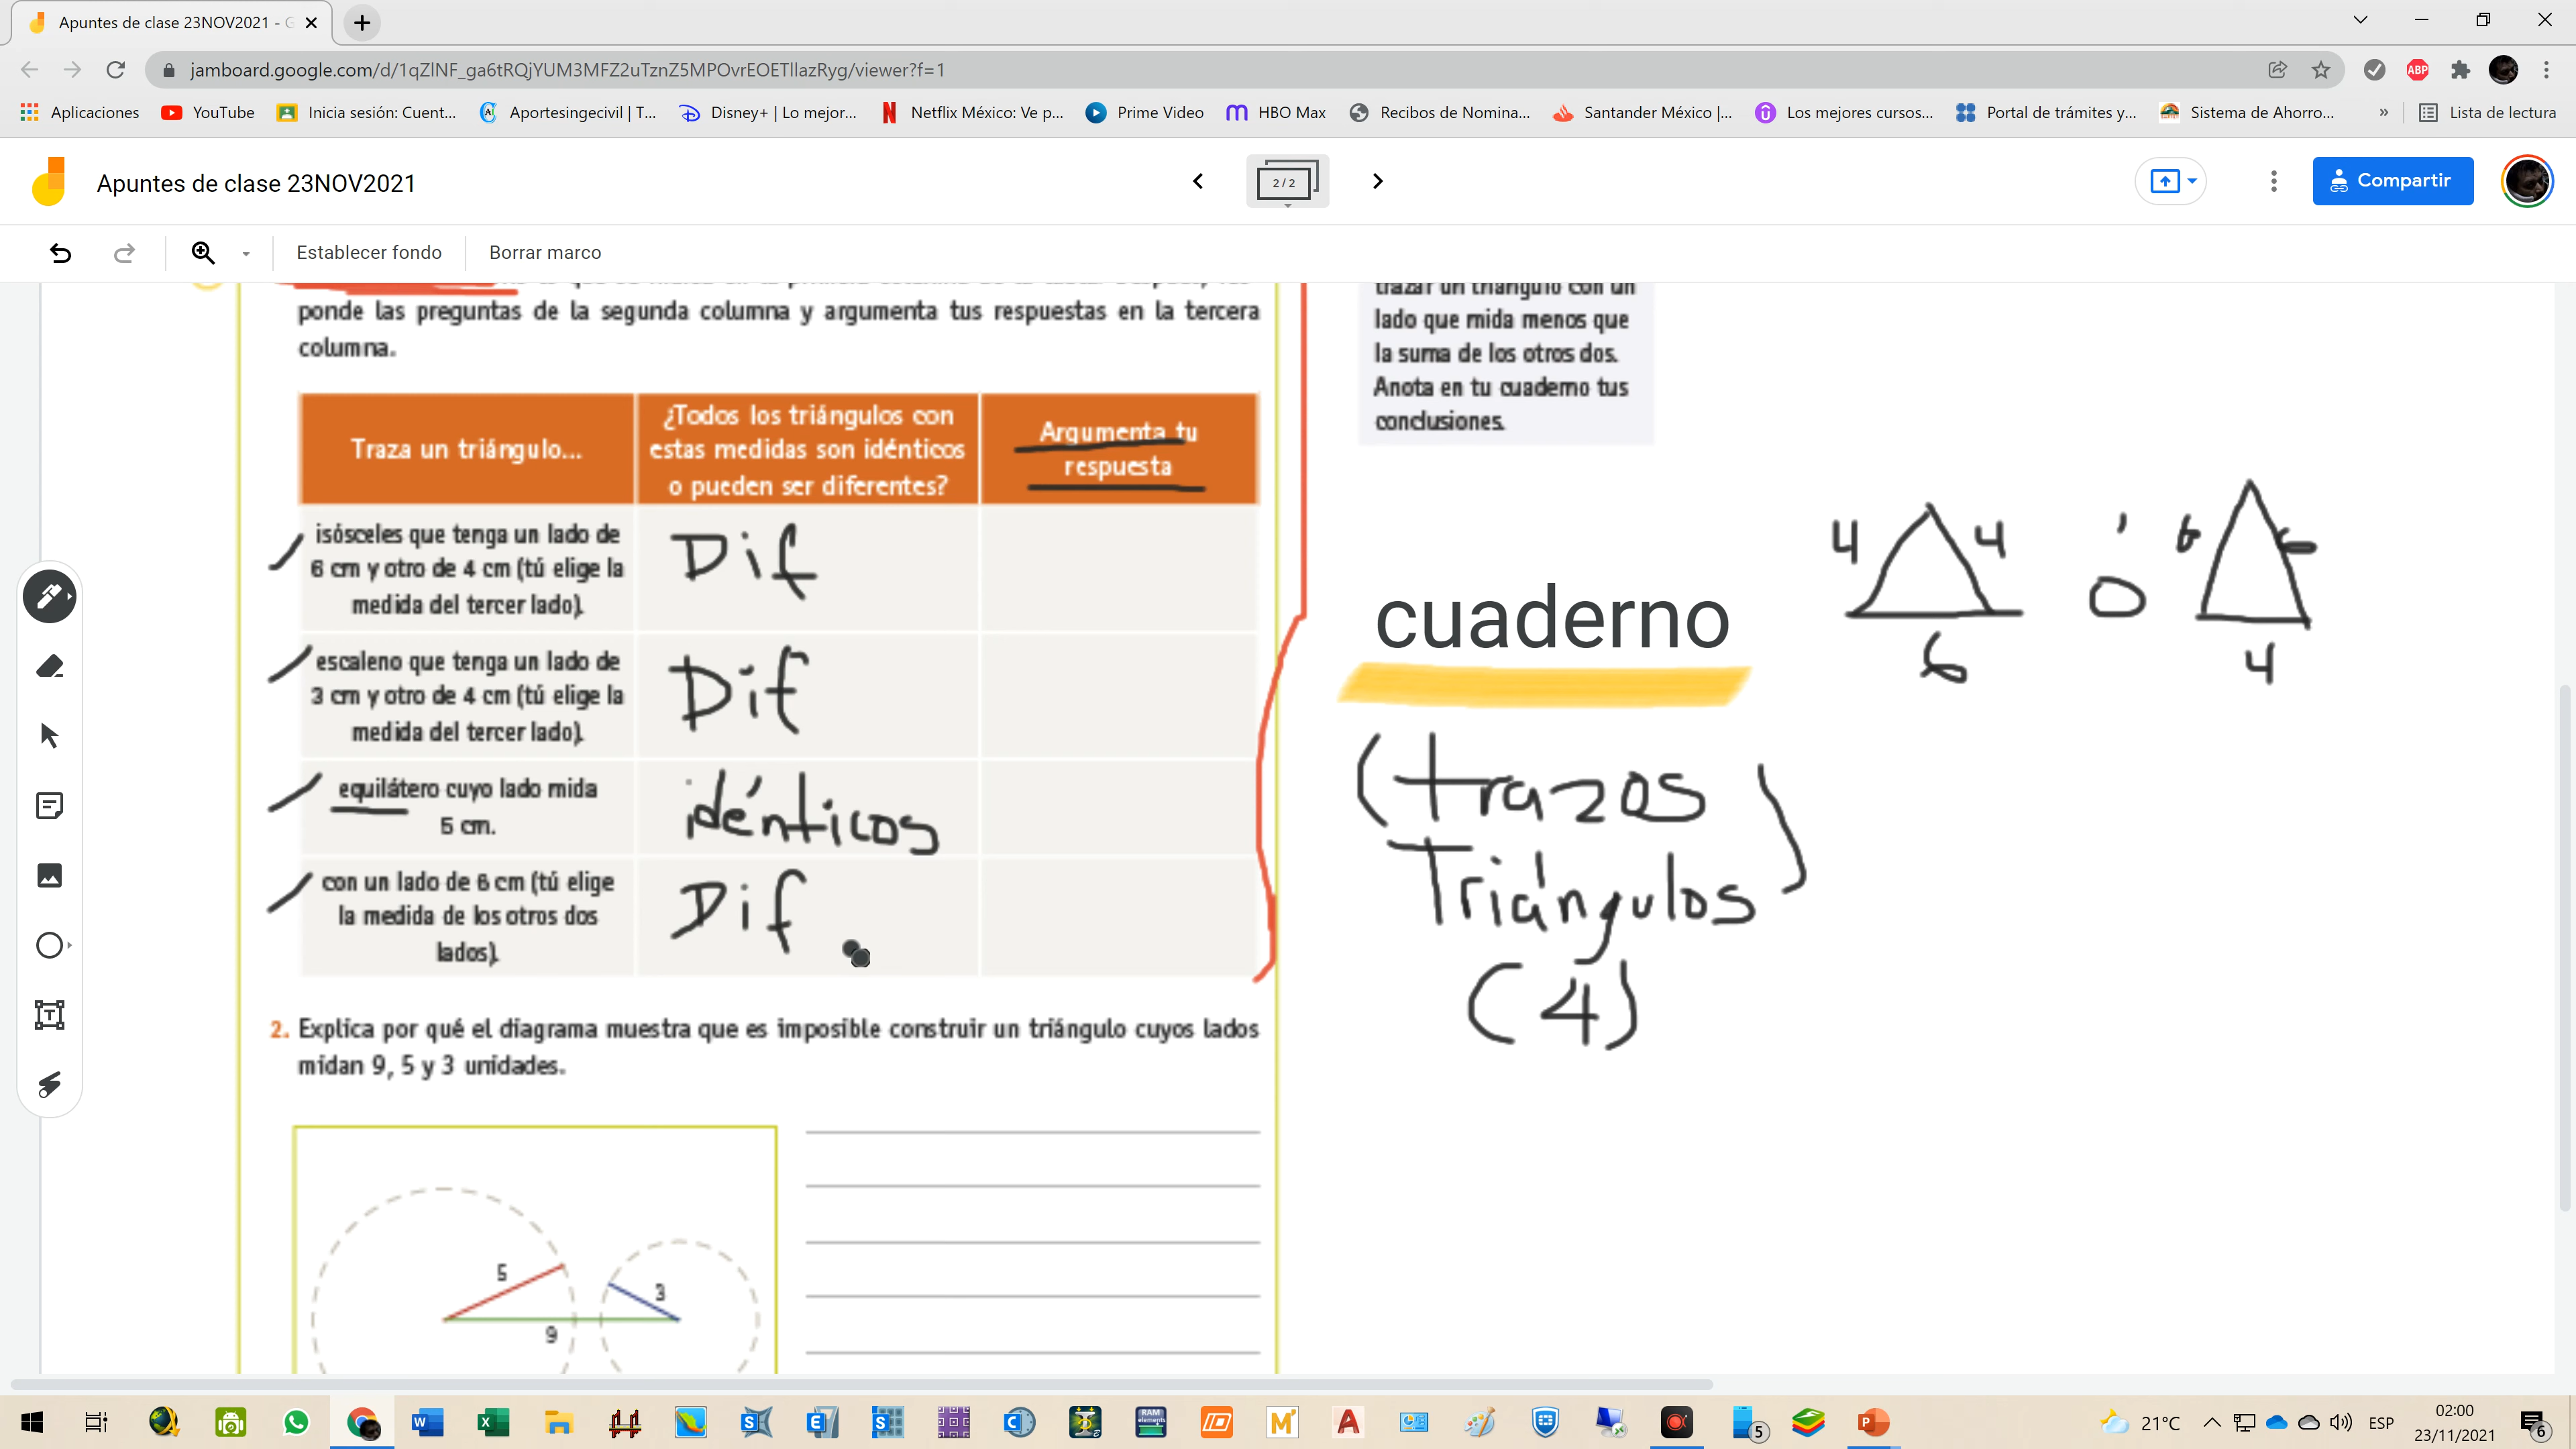 Apuntes de clase 23NOV2021 - G
jamboard.google.com/d/1qZlNF_ga6tRQjYUM3MFZ2uTznZ5MPOvrEOETllazRyg/viewer?f=1
ABP
Aplicaciones YouTube Inicia sesión: Cuent... Aportesingecivil | T... Disney+ | Lo mejor... Netflix México: Ve p... Prime Video HBO Max Recibos de Nomina... Santander México |... Los mejores cursos... Portal de trámites y... Sistema de Ahorro... » Lista de lectura
Apuntes de clase 23NOV2021
2 / 2
Compartir
Establecer fondo Borrar marco
ponde las preguntas de la segunda columna y argumenta tus respuestas en la tercera
columna.
Traza un triángulo...
¿Todos los triángulos con
estas medidas son idénticos
o pueden ser diferentes?
Argumenta tu
respuesta
isósceles que tenga un lado de
6 cm y otro de 4 cm (tú elige la
medida del tercer lado).
Dif
escaleno que tenga un lado de
3 cm y otro de 4 cm (tú elige la
medida del tercer lado).
Dif
equilátero cuyo lado mida
5 cm.
idénticos
con un lado de 6 cm (tú elige
la medida de los otros dos
lados).
Dif
2. Explica por qué el diagrama muestra que es imposible construir un triángulo cuyos lados
midan 9, 5 y 3 unidades.
5
3
9
trazar un triángulo con un
lado que mida menos que
la suma de los otros dos.
Anota en tu cuaderno tus
conclusiones.
cuaderno
(trazos
Triángulos)
(4)
4 4
6
ó
6 6
4
21°C
ESP
02:00
23/11/2021
5
6